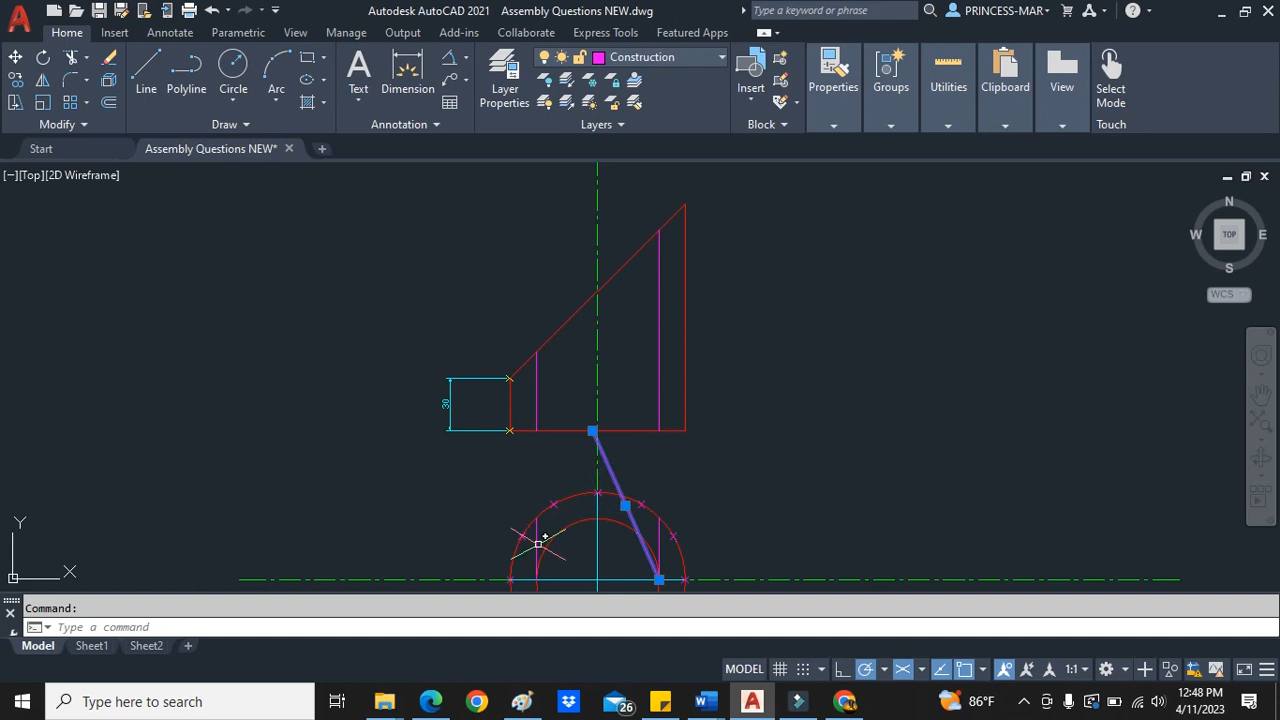 Autodesk AutoCAD 2021 Assembly Questions NEW.dwg
Type a keyword or phrase
PRINCESS-MAR
Home Insert Annotate Parametric View Manage Output Add-ins Collaborate Express Tools Featured Apps
Construction
Line Polyline Circle Arc Text Dimension Layer Properties Insert Properties Groups Utilities Clipboard View Select Mode
Modify Draw Annotation Layers Block Touch
Start Assembly Questions NEW*
[−][Top][2D Wireframe]
N
W TOP E
S
WCS
30
Y
X
Command:
Type a command
Model Sheet1 Sheet2
MODEL 1:1
Type here to search
26
86°F
12:48 PM
4/11/2023